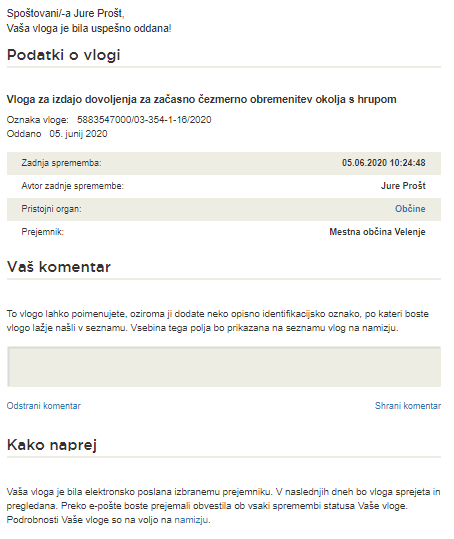 Spoštovani/-a Jure Prošt,
Vaša vloga je bila uspešno oddana!
Podatki o vlogi
Vloga za izdajo dovoljenja za začasno čezmerno obremenitev okolja s hrupom
Oznaka vloge: 5883547000/03-354-1-16/2020
Oddano 05. junij 2020
Zadnja sprememba: 05.06.2020 10:24:48
Avtor zadnje spremembe: Jure Prošt
Pristojni organ: Občine
Prejemnik: Mestna občina Velenje
Vaš komentar
To vlogo lahko poimenujete, oziroma ji dodate neko opisno identifikacijsko oznako, po kateri boste
vlogo lažje našli v seznamu. Vsebina tega polja bo prikazana na seznamu vlog na namizju.
Odstrani komentar Shrani komentar
Kako naprej
Vaša vloga je bila elektronsko poslana izbranemu prejemniku. V naslednjih dneh bo vloga sprejeta in
pregledana. Preko e-pošte boste prejemali obvestila ob vsaki spremembi statusa Vaše vloge.
Podrobnosti Vaše vloge so na voljo na namizju.